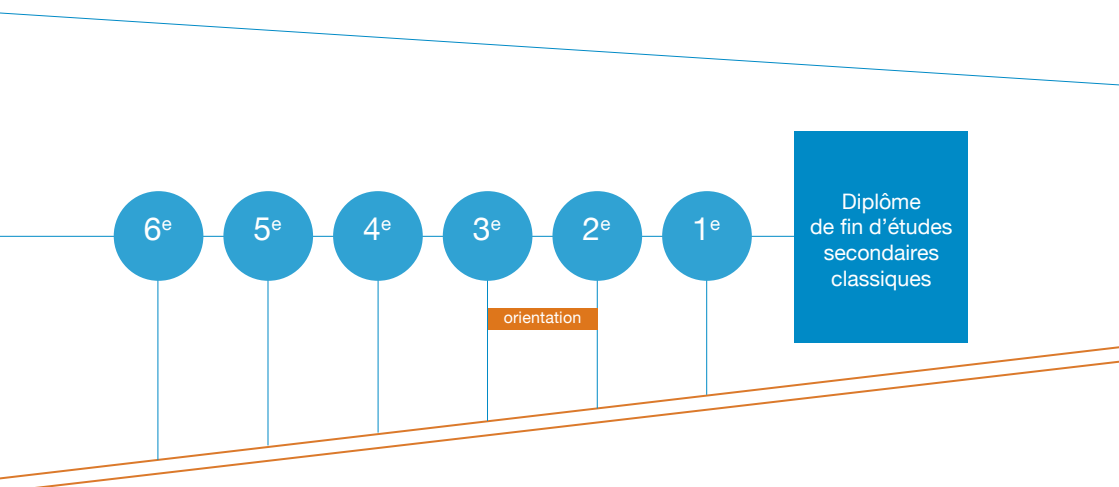 6e
5e
4e
3e
2e
1e
Diplôme
de fin d'études
secondaires
classiques
orientation